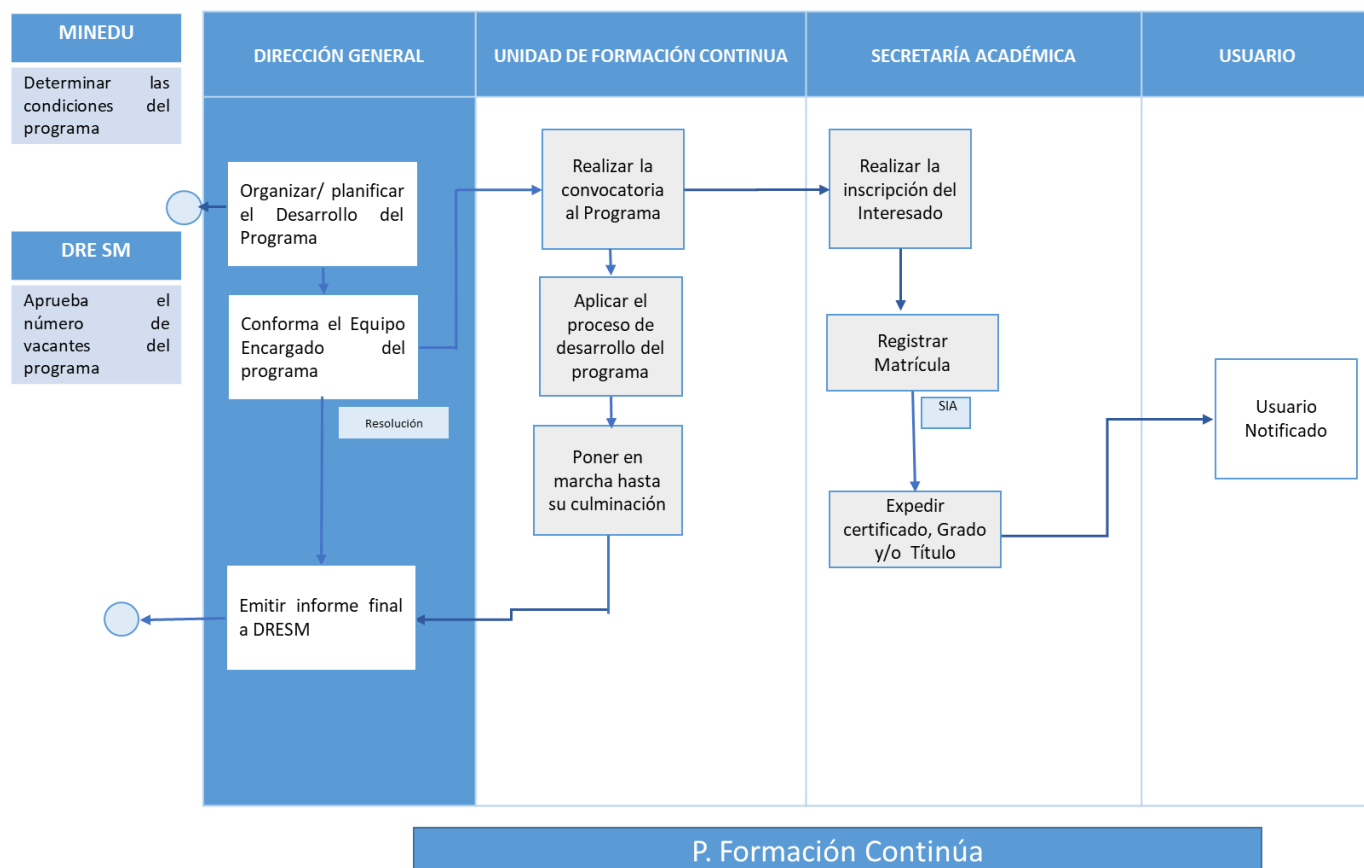 MINEDU
Determinar las
condiciones del
programa
DRE SM
Aprueba el
número de
vacantes del
programa
DIRECCIÓN GENERAL
UNIDAD DE FORMACIÓN CONTINUA
SECRETARÍA ACADÉMICA
USUARIO
Organizar/ planificar
el Desarrollo del
Programa
Conforma el Equipo
Encargado del
programa
Resolución
Emitir informe final
a DRESM
Realizar la
convocatoria
al Programa
Aplicar el
proceso de
desarrollo del
programa
Poner en
marcha hasta
su culminación
Realizar la
inscripción del
Interesado
Registrar
Matrícula
SIA
Expedir
certificado, Grado
y/o Título
Usuario
Notificado
P. Formación Continúa